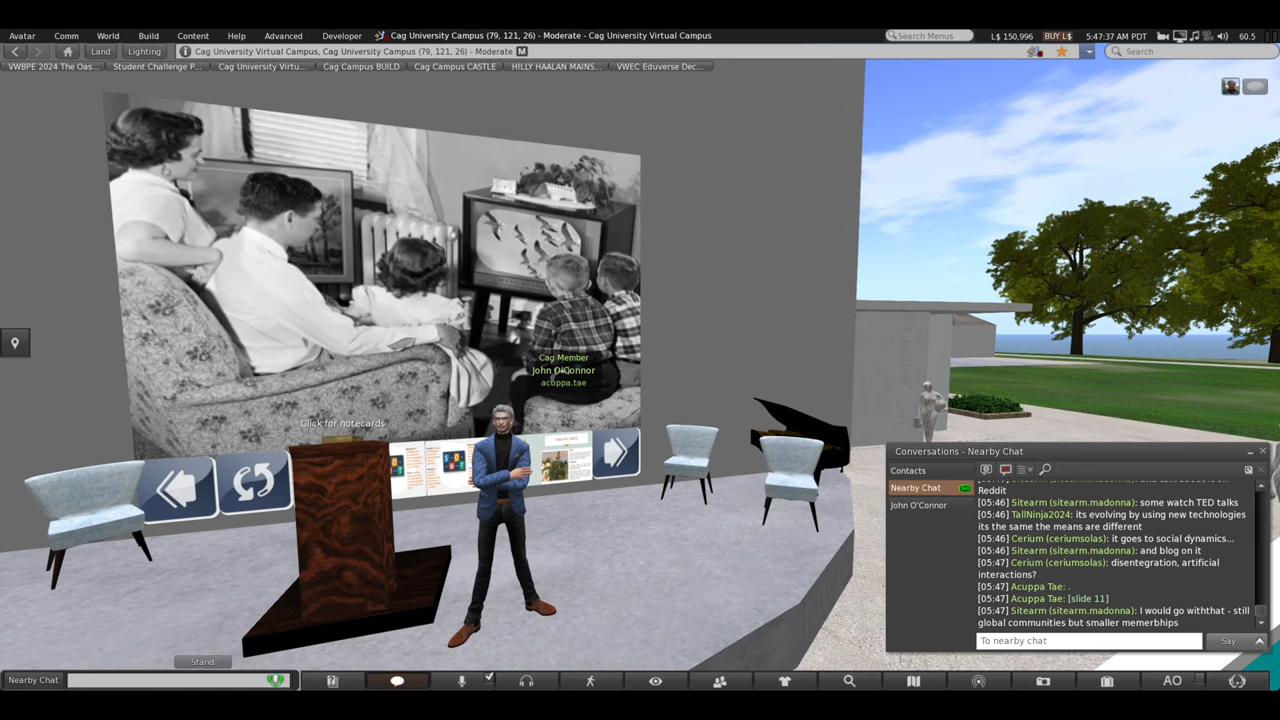 Avatar Comm World Build Content Help Advanced Developer Cag University Virtual Campus, Cag University Campus (79, 121, 26) - Moderate - Cag University Virtual Campus
Search Menus L$ 150,996 BUY L$ 5:47:37 AM PDT 60.5
Land Lighting Cag University Virtual Campus, Cag University Campus (79, 121, 26) - Moderate M Search
VWBPE 2024 The Oas... Student Challenge P... Cag University Virtu... Cag Campus BUILD Cag Campus CASTLE HILLY HAALAN MAINS... VWEC Eduverse Dec...
Cag Member
John O'Connor
acuppa.tae
Click for notecards
Conversations - Nearby Chat
Contacts
Nearby Chat
John O'Connor
Reddit
[05:46] Sitearm (sitearm.madonna): some watch TED talks
[05:46] TallNinja2024: its evolving by using new technologies
its the same the means are different
[05:46] Cerium (ceriumsolas): it goes to social dynamics...
[05:46] Sitearm (sitearm.madonna): and blog on it
[05:47] Cerium (ceriumsolas): disentegration, artificial
interactions?
[05:47] Acuppa Tae: .
[05:47] Acuppa Tae: [slide 11]
[05:47] Sitearm (sitearm.madonna): I would go withthat - still
global communities but smaller memerbhips
To nearby chat Say
Stand
Nearby Chat AO